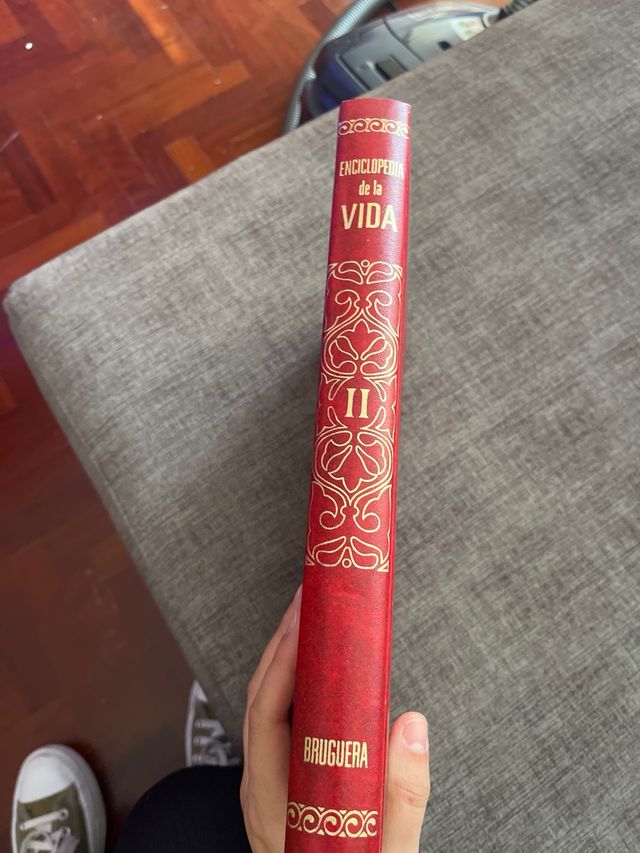 ENCICLOPEDIA
de la
VIDA
II
BRUGUERA